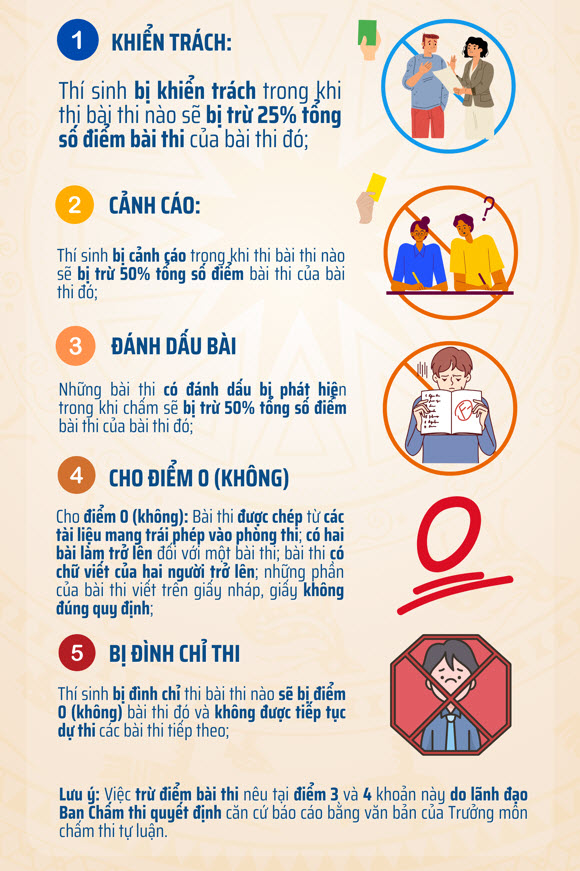 1 KHIỂN TRÁCH:
Thí sinh bị khiển trách trong khi
thi bài thi nào sẽ bị trừ 25% tổng
số điểm bài thi của bài thi đó;
2 CẢNH CÁO:
Thí sinh bị cảnh cáo trong khi thi bài thi nào
sẽ bị trừ 50% tổng số điểm bài thi của bài
thi đó;
3 ĐÁNH DẤU BÀI
Những bài thi có đánh dấu bị phát hiện
trong khi chấm sẽ bị trừ 50% tổng số điểm
bài thi của bài thi đó;
4 CHO ĐIỂM 0 (KHÔNG)
Cho điểm 0 (không): Bài thi được chép từ các
tài liệu mang trái phép vào phòng thi; có hai
bài làm trở lên đối với một bài thi; bài thi có
chữ viết của hai người trở lên; những phần
của bài thi viết trên giấy nháp, giấy không
đúng quy định;
0
5 BỊ ĐÌNH CHỈ THI
Thí sinh bị đình chỉ thi bài thi nào sẽ bị điểm
0 (không) bài thi đó và không được tiếp tục
dự thi các bài thi tiếp theo;
Lưu ý: Việc trừ điểm bài thi nêu tại điểm 3 và 4 khoản này do lãnh đạo
Ban Chấm thi quyết định căn cứ báo cáo bằng văn bản của Trưởng môn
chấm thi tự luận.